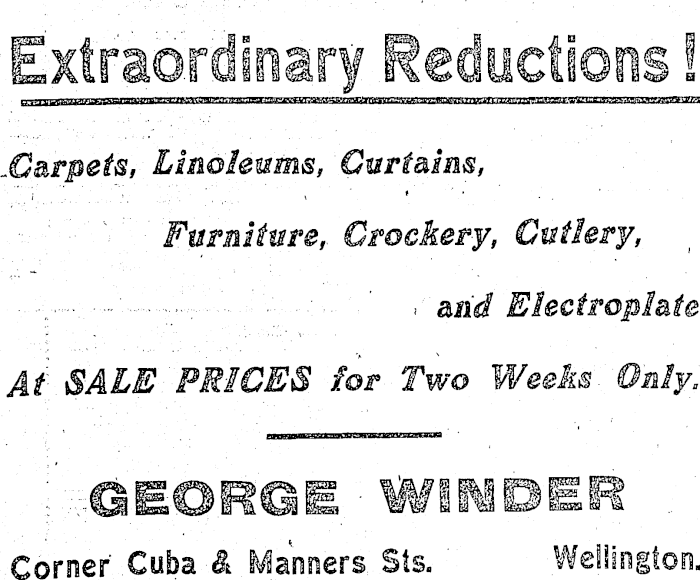 Extraordinary Reductions!
Carpets, Linoleums, Curtains,
Furniture, Crockery, Cutlery,
and Electroplate
At SALE PRICES for Two Weeks Only.
GEORGE WINDER
Corner Cuba & Manners Sts. Wellington.